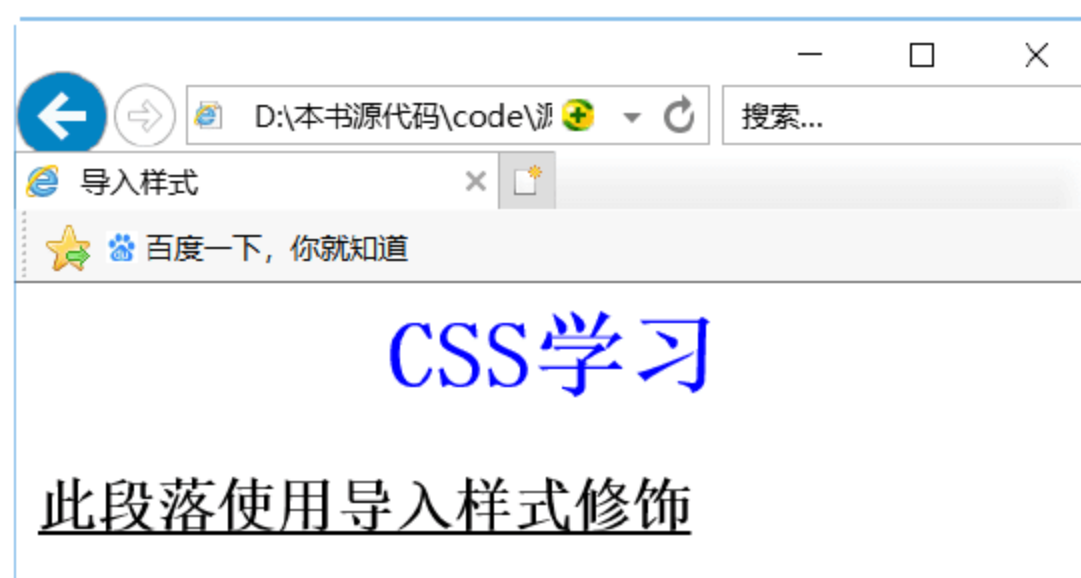 D:\本书源代码\code\源
搜索...
导入样式
百度一下，你就知道
CSS学习
此段落使用导入样式修饰